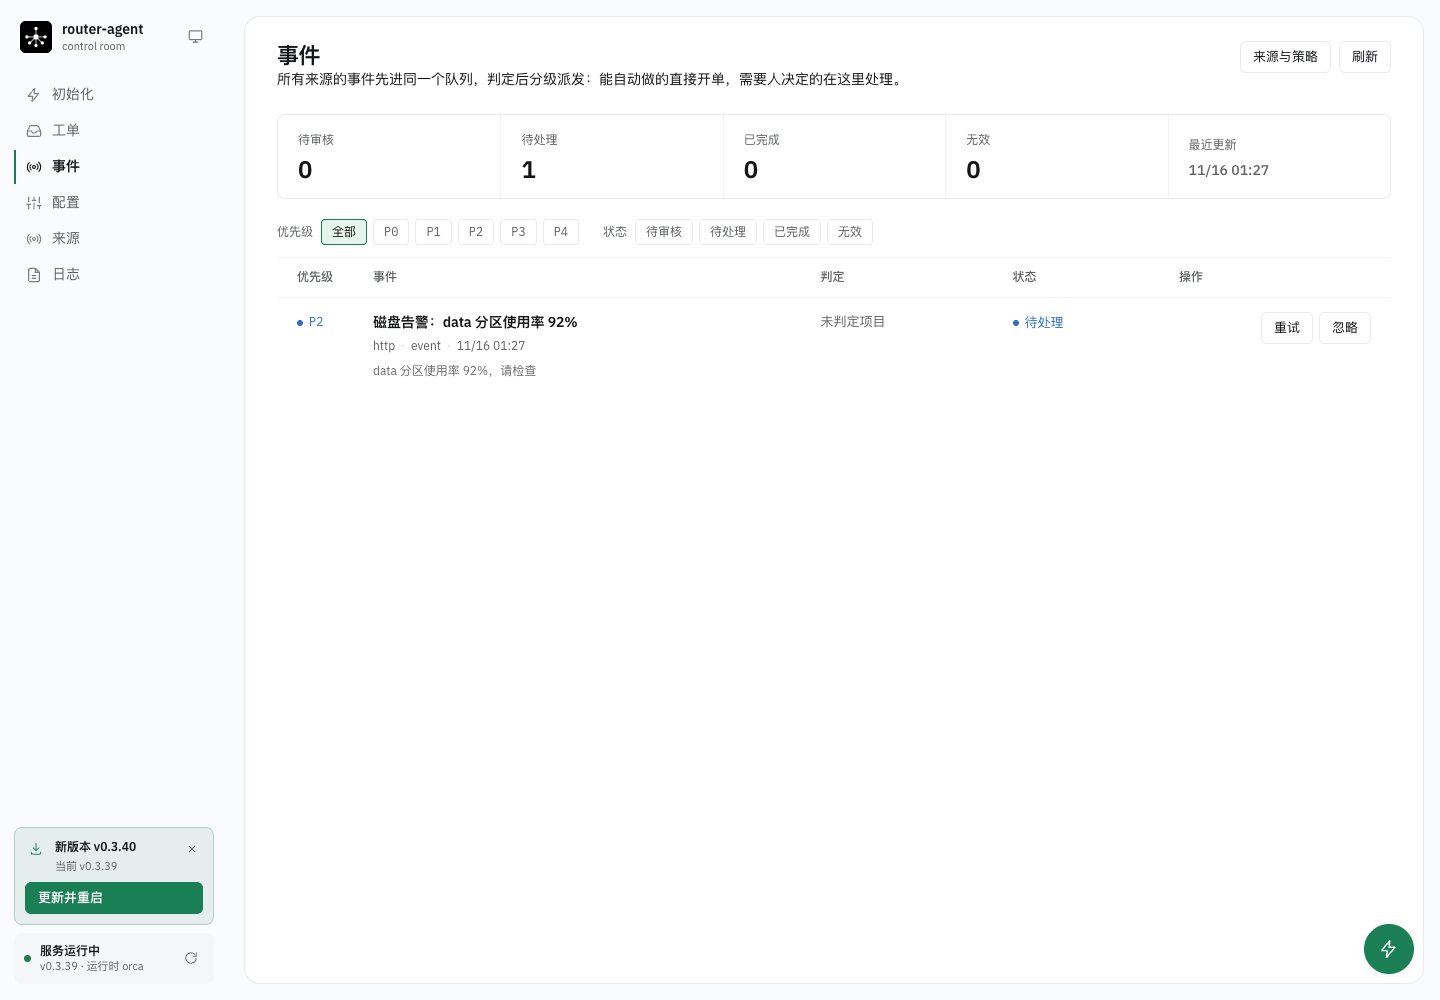 router-agent
control room
初始化
工单
事件
配置
来源
日志
新版本 v0.3.40
当前 v0.3.39
更新并重启
服务运行中
v0.3.39 · 运行时 orca
事件
所有来源的事件先进同一个队列，判定后分级派发：能自动做的直接开单，需要人决定的在这里处理。
来源与策略 刷新
待审核 待处理 已完成 无效 最近更新
0 1 0 0 11/16 01:27
优先级 全部 P0 P1 P2 P3 P4 状态 待审核 待处理 已完成 无效
优先级 事件 判定 状态 操作
P2 磁盘告警：data 分区使用率 92% 未判定项目 待处理 重试 忽略
http · event · 11/16 01:27
data 分区使用率 92%，请检查